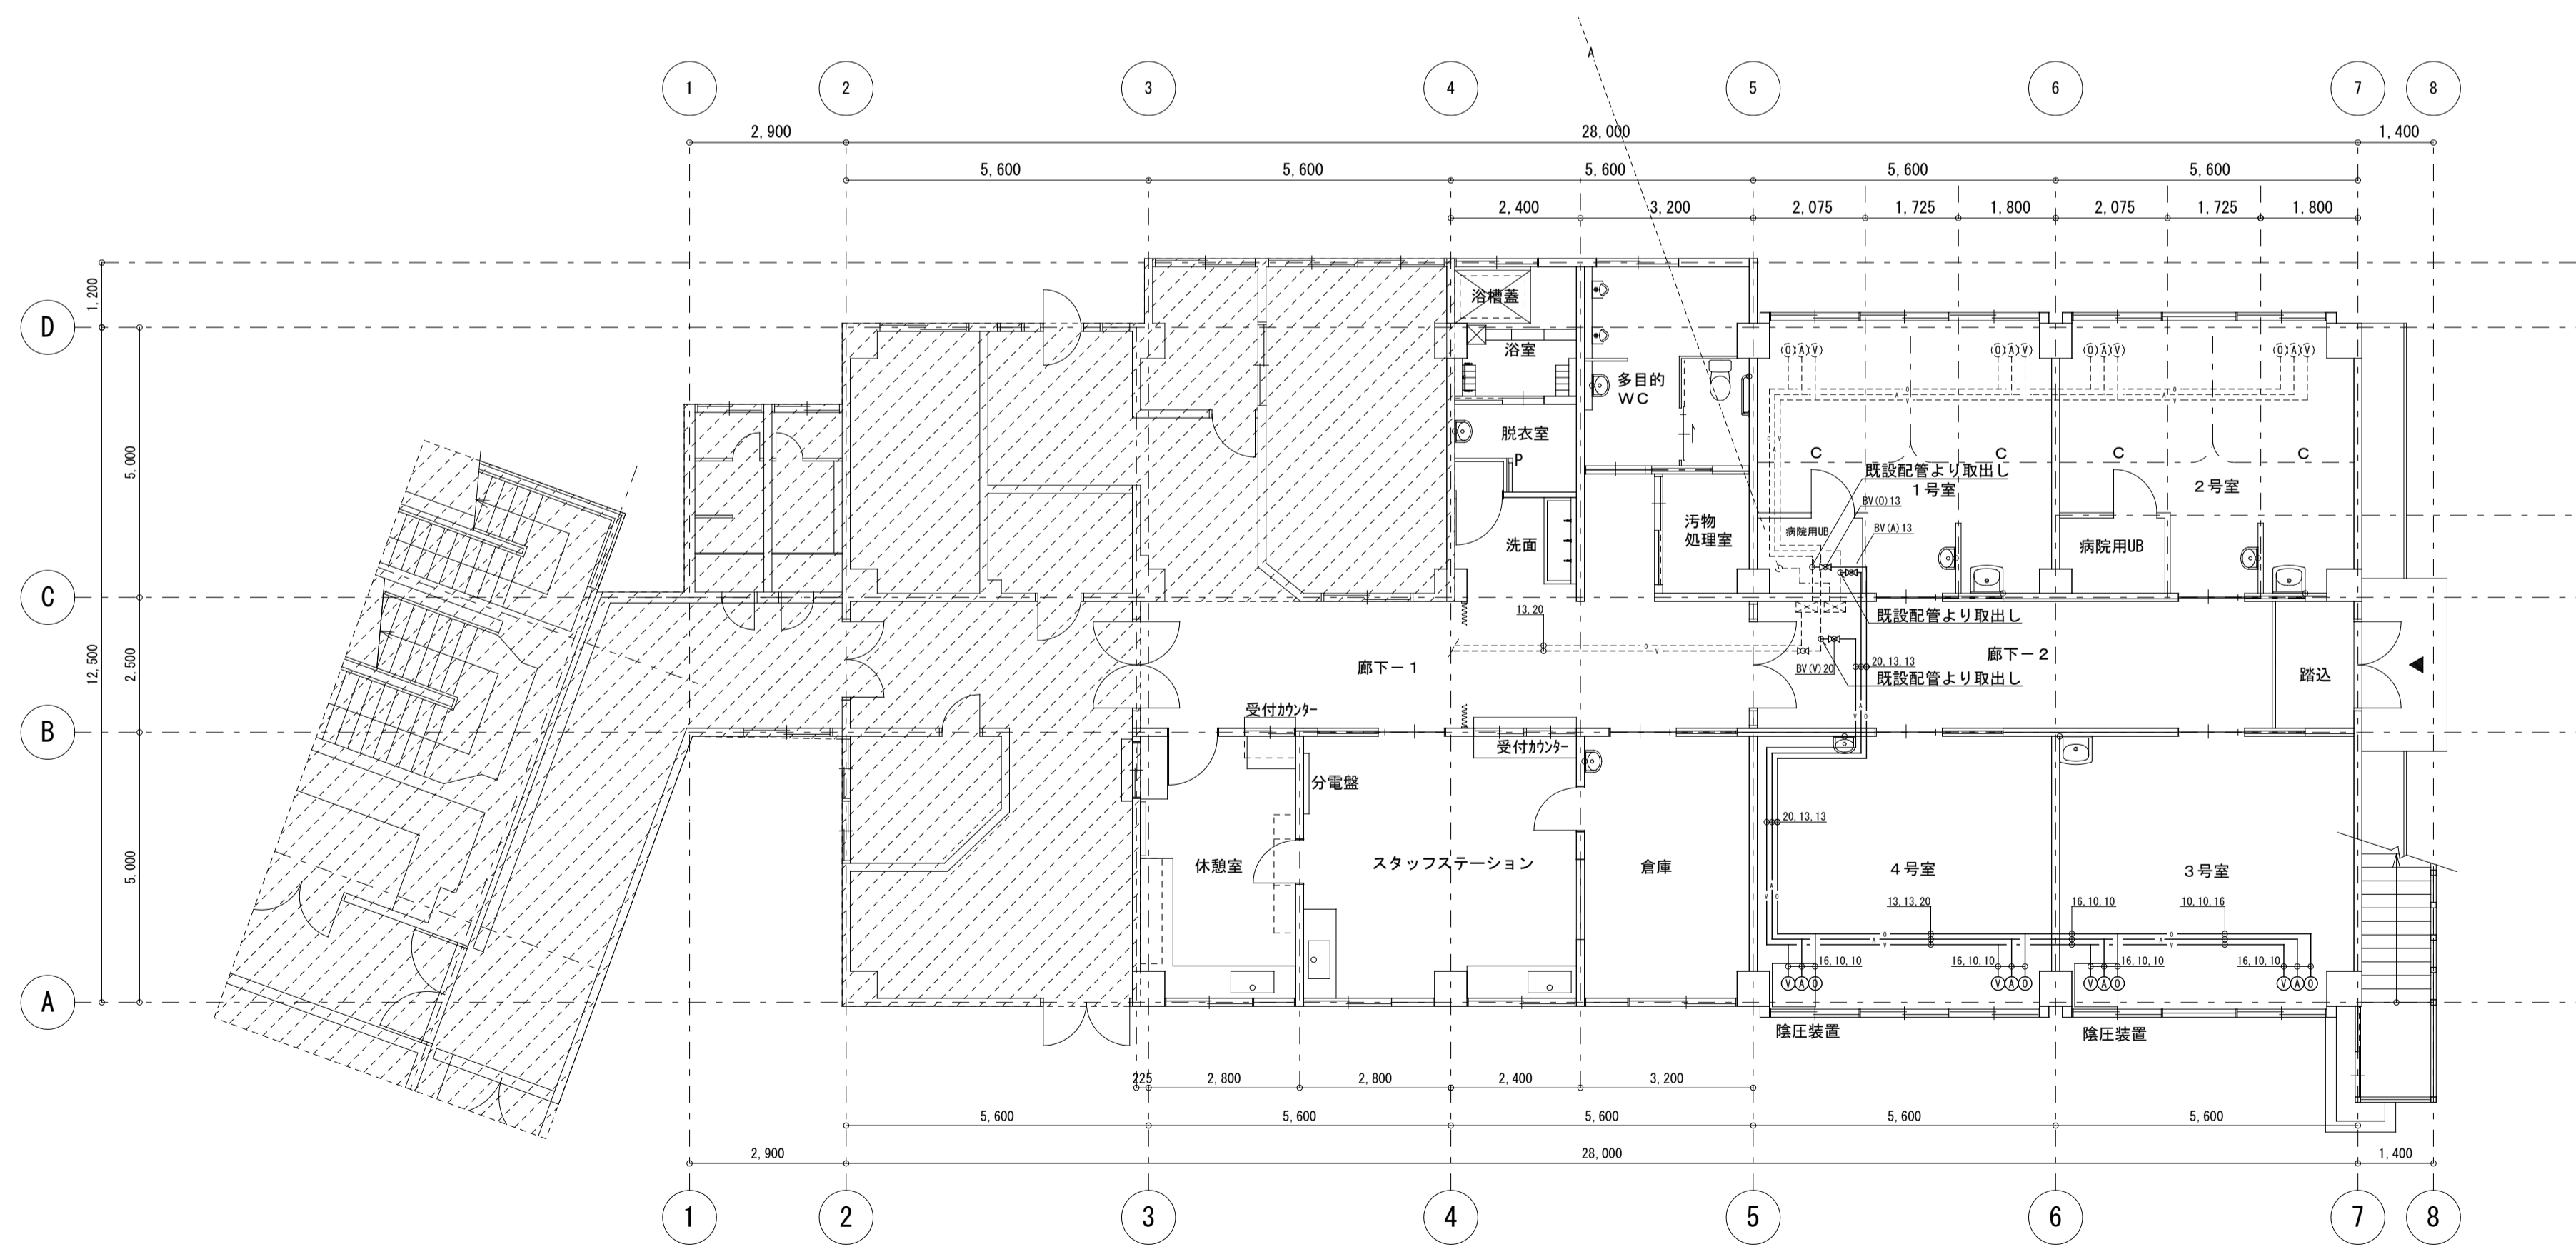 A
1
2
3
4
5
6
7
8
2,900
28,000
1,400
5,600
5,600
5,600
5,600
5,600
2,400
3,200
2,075
1,725
1,800
2,075
1,725
1,800
1,200
D
5,000
C
12,500
2,500
B
5,000
A
浴槽蓋
浴室
多目的
WC
脱衣室
P
洗面
汚物
処理室
(O)(A)(V)
(O)(A)(V)
(O)(A)(V)
(O)(A)(V)
O
A
V
O
A
V
C
C
C
C
既設配管より取出し
1号室
2号室
BV(O)13
BV(A)13
病院用UB
病院用UB
既設配管より取出し
13,20
O
V
BV(V)20
20,13,13
既設配管より取出し
廊下－1
廊下－2
踏込
受付カウンター
受付カウンター
分電盤
20,13,13
休憩室
スタッフステーション
倉庫
4号室
3号室
13,13,20
16,10,10
10,10,16
O
A
V
O
A
V
16,10,10
16,10,10
16,10,10
16,10,10
V A O
V A O
V A O
V A O
陰圧装置
陰圧装置
225
2,800
2,800
2,400
3,200
5,600
5,600
5,600
5,600
5,600
2,900
28,000
1,400
1
2
3
4
5
6
7
8